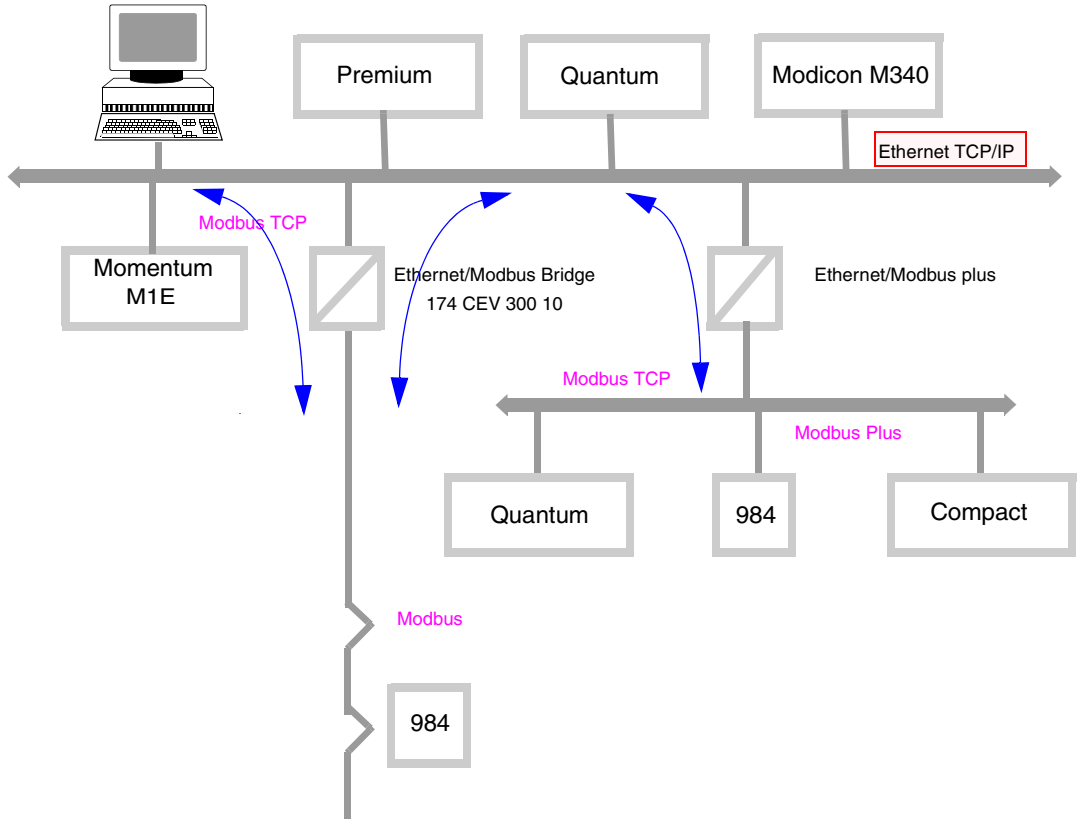 Premium
Quantum
Modicon M340
Ethernet TCP/IP
Modbus TCP
Momentum
M1E
Ethernet/Modbus Bridge
174 CEV 300 10
Ethernet/Modbus plus
Modbus TCP
Modbus Plus
Quantum
984
Compact
Modbus
984